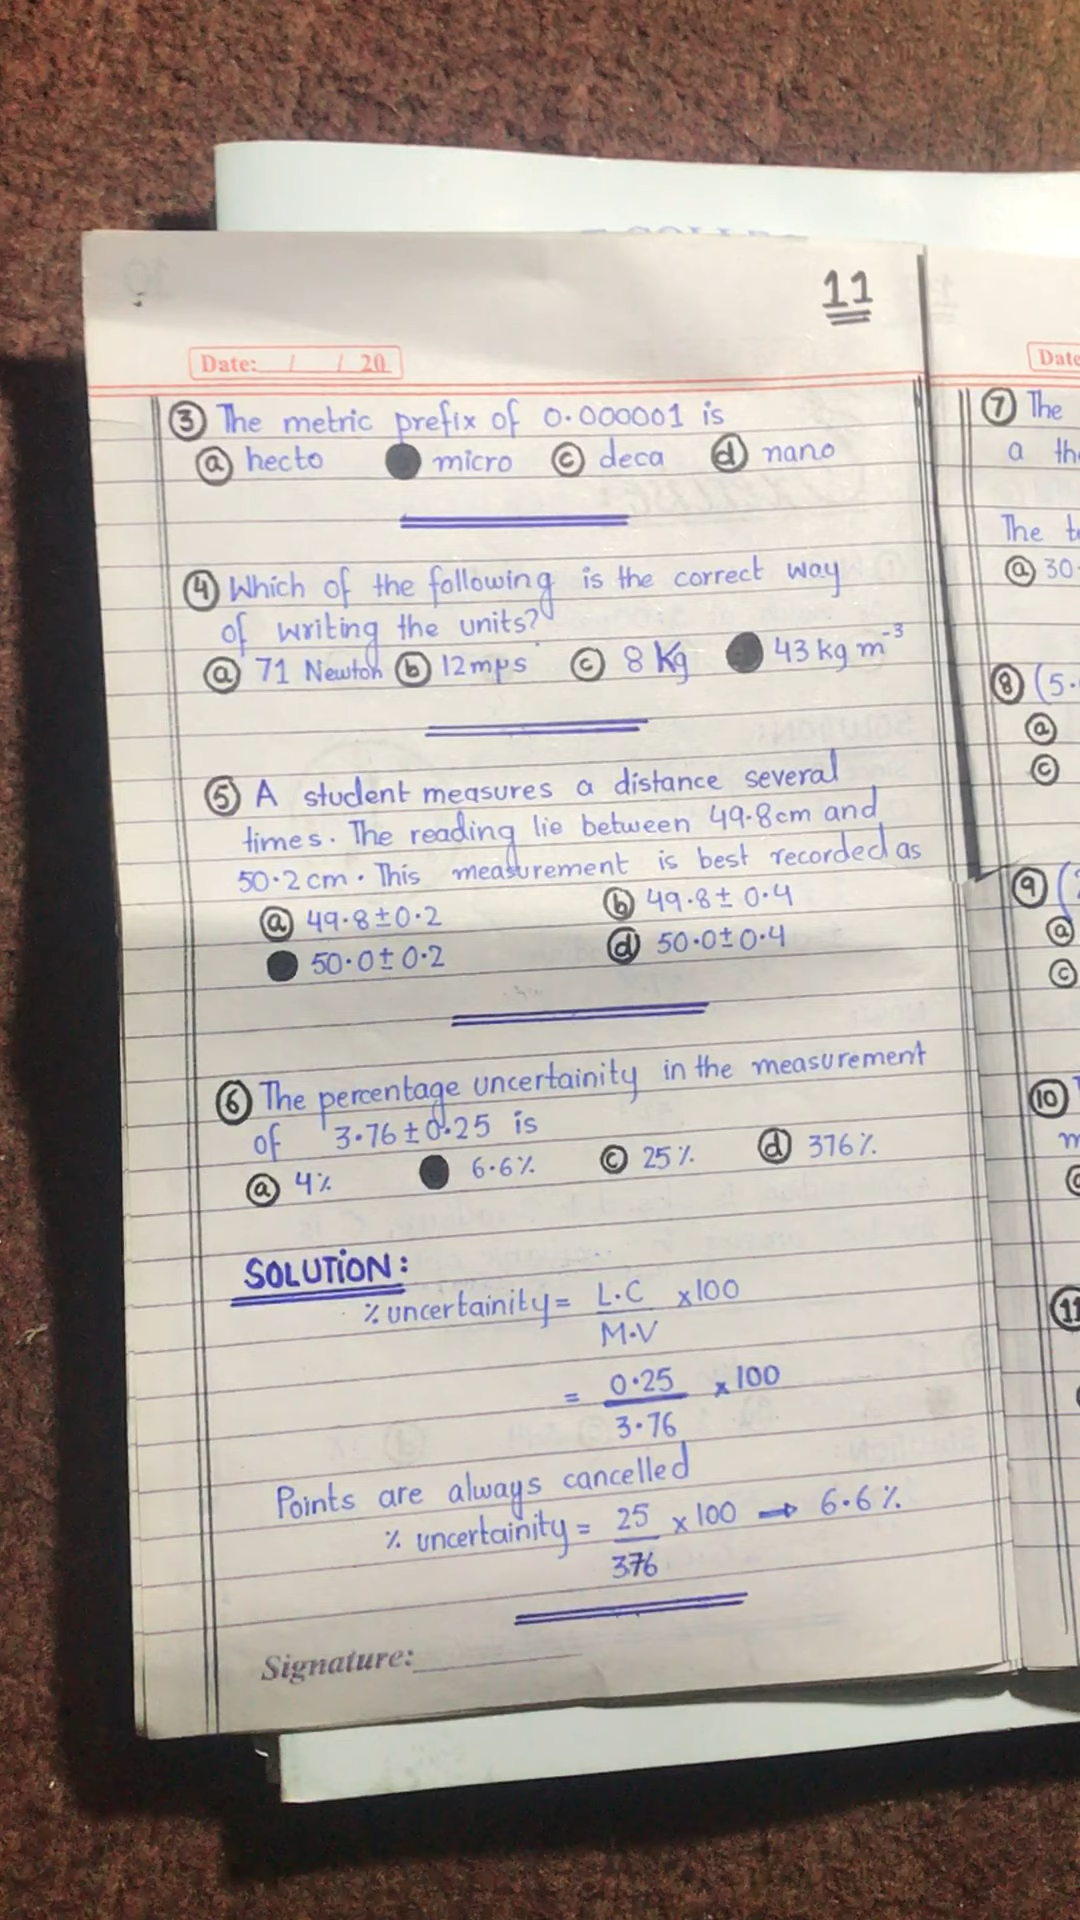 11
Date: / / 20
③ The metric prefix of 0.000001 is
ⓐ hecto ● micro ⓒ deca ⓓ nano
④ Which of the following is the correct way
of writing the units?
ⓐ 71 Newton ⓑ 12mps ⓒ 8 Kg ● 43 kg m⁻³
⑤ A student measures a distance several
times. The reading lie between 49.8cm and
50.2cm. This measurement is best recorded as
ⓐ 49.8±0.2 ⓑ 49.8±0.4
● 50.0±0.2 ⓓ 50.0±0.4
⑥ The percentage uncertainity in the measurement
of 3.76±0.25 is
ⓐ 4% ● 6.6% ⓒ 25% ⓓ 376%
SOLUTION:
% uncertainity = L.C/M.V ×100
= 0.25/3.76 ×100
Points are always cancelled
% uncertainity = 25/376 ×100 → 6.6%
Signature:
Date
⑦ The
a th
The t
ⓐ 30
⑧ (5.
ⓐ
ⓒ
⑨ (
ⓐ
ⓒ
⑩
m
⑪